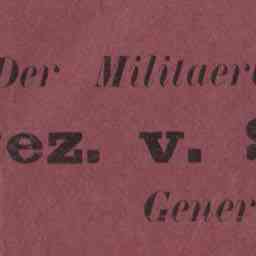 Der Militaer
ez. v. S
Gener